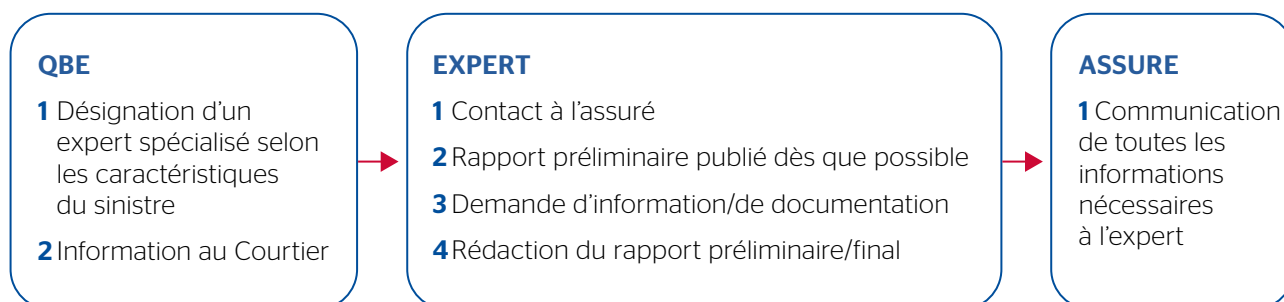 QBE
1 Désignation d'un
expert spécialisé selon
les caractéristiques
du sinistre
2 Information au Courtier
EXPERT
1 Contact à l'assuré
2 Rapport préliminaire publié dès que possible
3 Demande d'information/de documentation
4 Rédaction du rapport préliminaire/final
ASSURE
1 Communication
de toutes les
informations
nécessaires
à l'expert